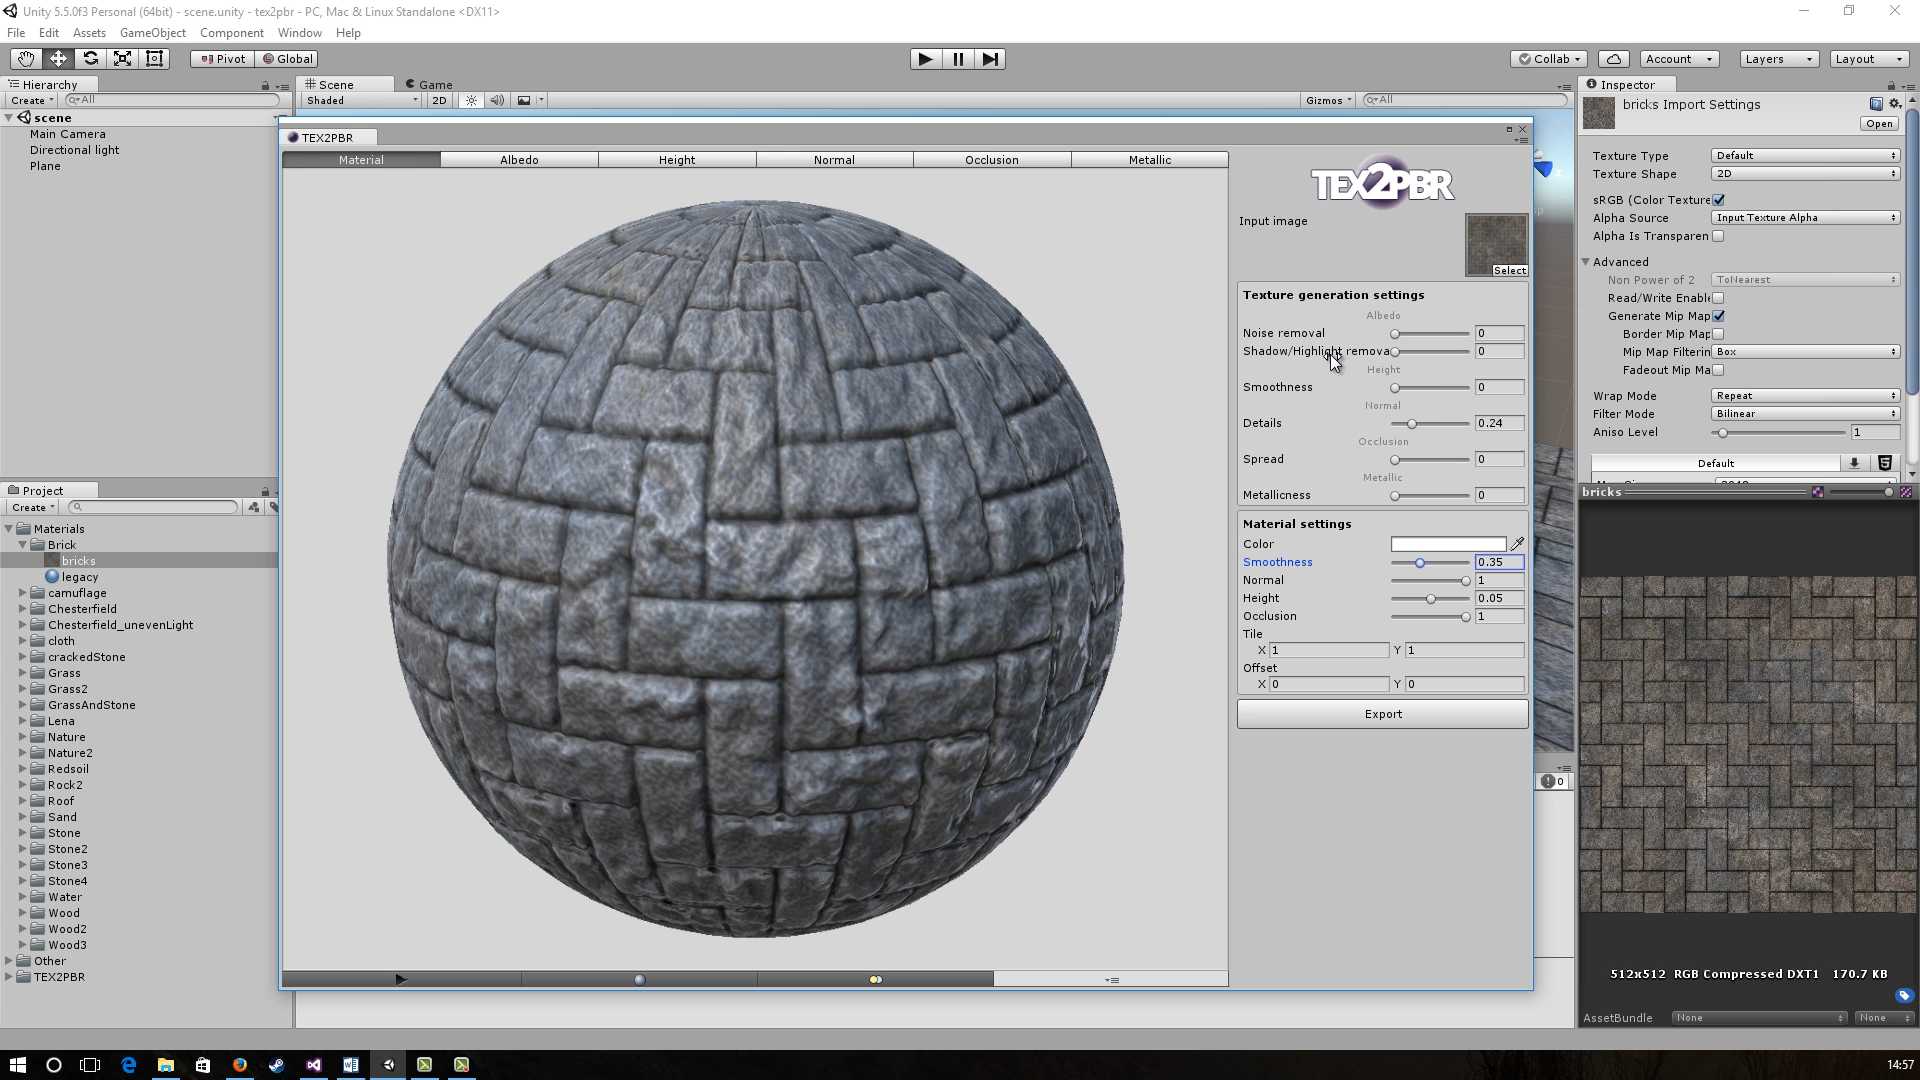 Unity 5.5.0f3 Personal (64bit) - scene.unity - tex2pbr - PC, Mac & Linux Standalone <DX11>
File Edit Assets GameObject Component Window Help
Pivot Global Collab Account Layers Layout
Hierarchy
Create All
scene
Main Camera
Directional light
Plane
Project
Create
Materials
Brick
bricks
legacy
camuflage
Chesterfield
Chesterfield_unevenLight
cloth
crackedStone
Grass
Grass2
GrassAndStone
Lena
Nature
Nature2
Redsoil
Rock2
Roof
Sand
Stone
Stone2
Stone3
Stone4
Water
Wood
Wood2
Wood3
Other
TEX2PBR
Scene Game
Shaded 2D Gizmos All
TEX2PBR
Material Albedo Height Normal Occlusion Metallic
TEX2PBR
Input image
Select
Texture generation settings
Albedo
Noise removal 0
Shadow/Highlight remova 0
Height
Smoothness 0
Normal
Details 0.24
Occlusion
Spread 0
Metallic
Metallicness 0
Material settings
Color
Smoothness 0.35
Normal 1
Height 0.05
Occlusion 1
Tile
X 1 Y 1
Offset
X 0 Y 0
Export
0
Inspector
bricks Import Settings
Open
Texture Type Default
Texture Shape 2D
sRGB (Color Texture
Alpha Source Input Texture Alpha
Alpha Is Transparen
Advanced
Non Power of 2 ToNearest
Read/Write Enabl
Generate Mip Map
Border Mip Map
Mip Map Filterin Box
Fadeout Mip Ma
Wrap Mode Repeat
Filter Mode Bilinear
Aniso Level 1
Default
bricks
512x512 RGB Compressed DXT1 170.7 KB
AssetBundle None None
14:57